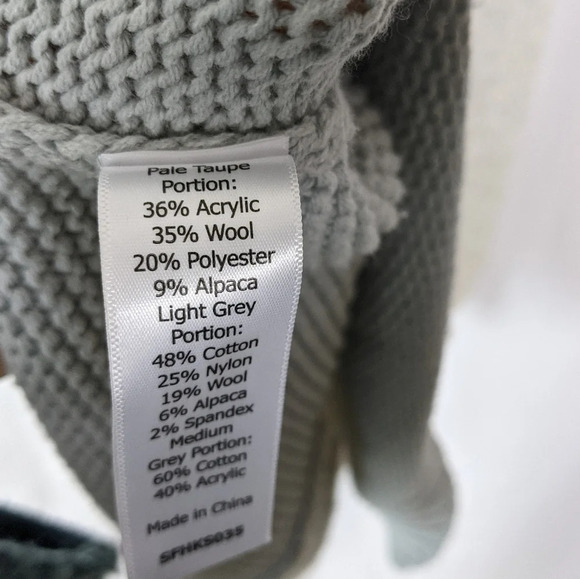 Pale Taupe
Portion:
36% Acrylic
35% Wool
20% Polyester
9% Alpaca
Light Grey
Portion:
48% Cotton
25% Nylon
19% Wool
6% Alpaca
2% Spandex
Medium
Grey Portion:
60% Cotton
40% Acrylic
Made in China
SFHK5035